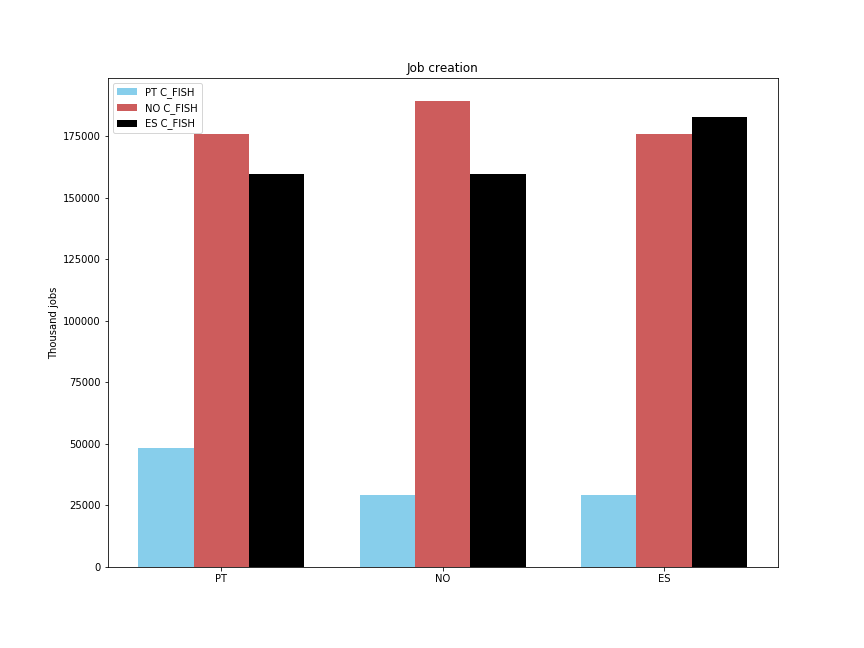 Job creation
PT C_FISH
NO C_FISH
ES C_FISH
175000
150000
125000
100000
75000
50000
25000
0
Thousand jobs
PT NO ES